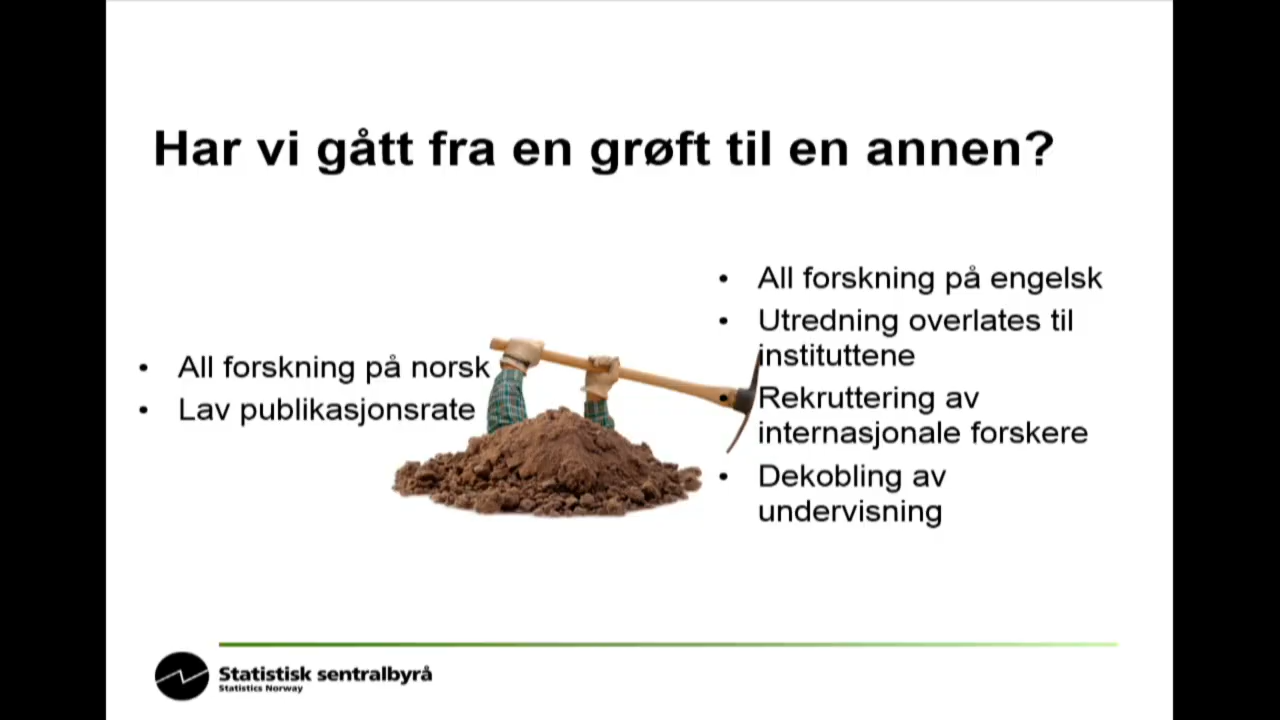 Har vi gått fra en grøft til en annen?
• All forskning på norsk
• Lav publikasjonsrate
• All forskning på engelsk
• Utredning overlates til
instituttene
• Rekruttering av
internasjonale forskere
• Dekobling av
undervisning
Statistisk sentralbyrå
Statistics Norway